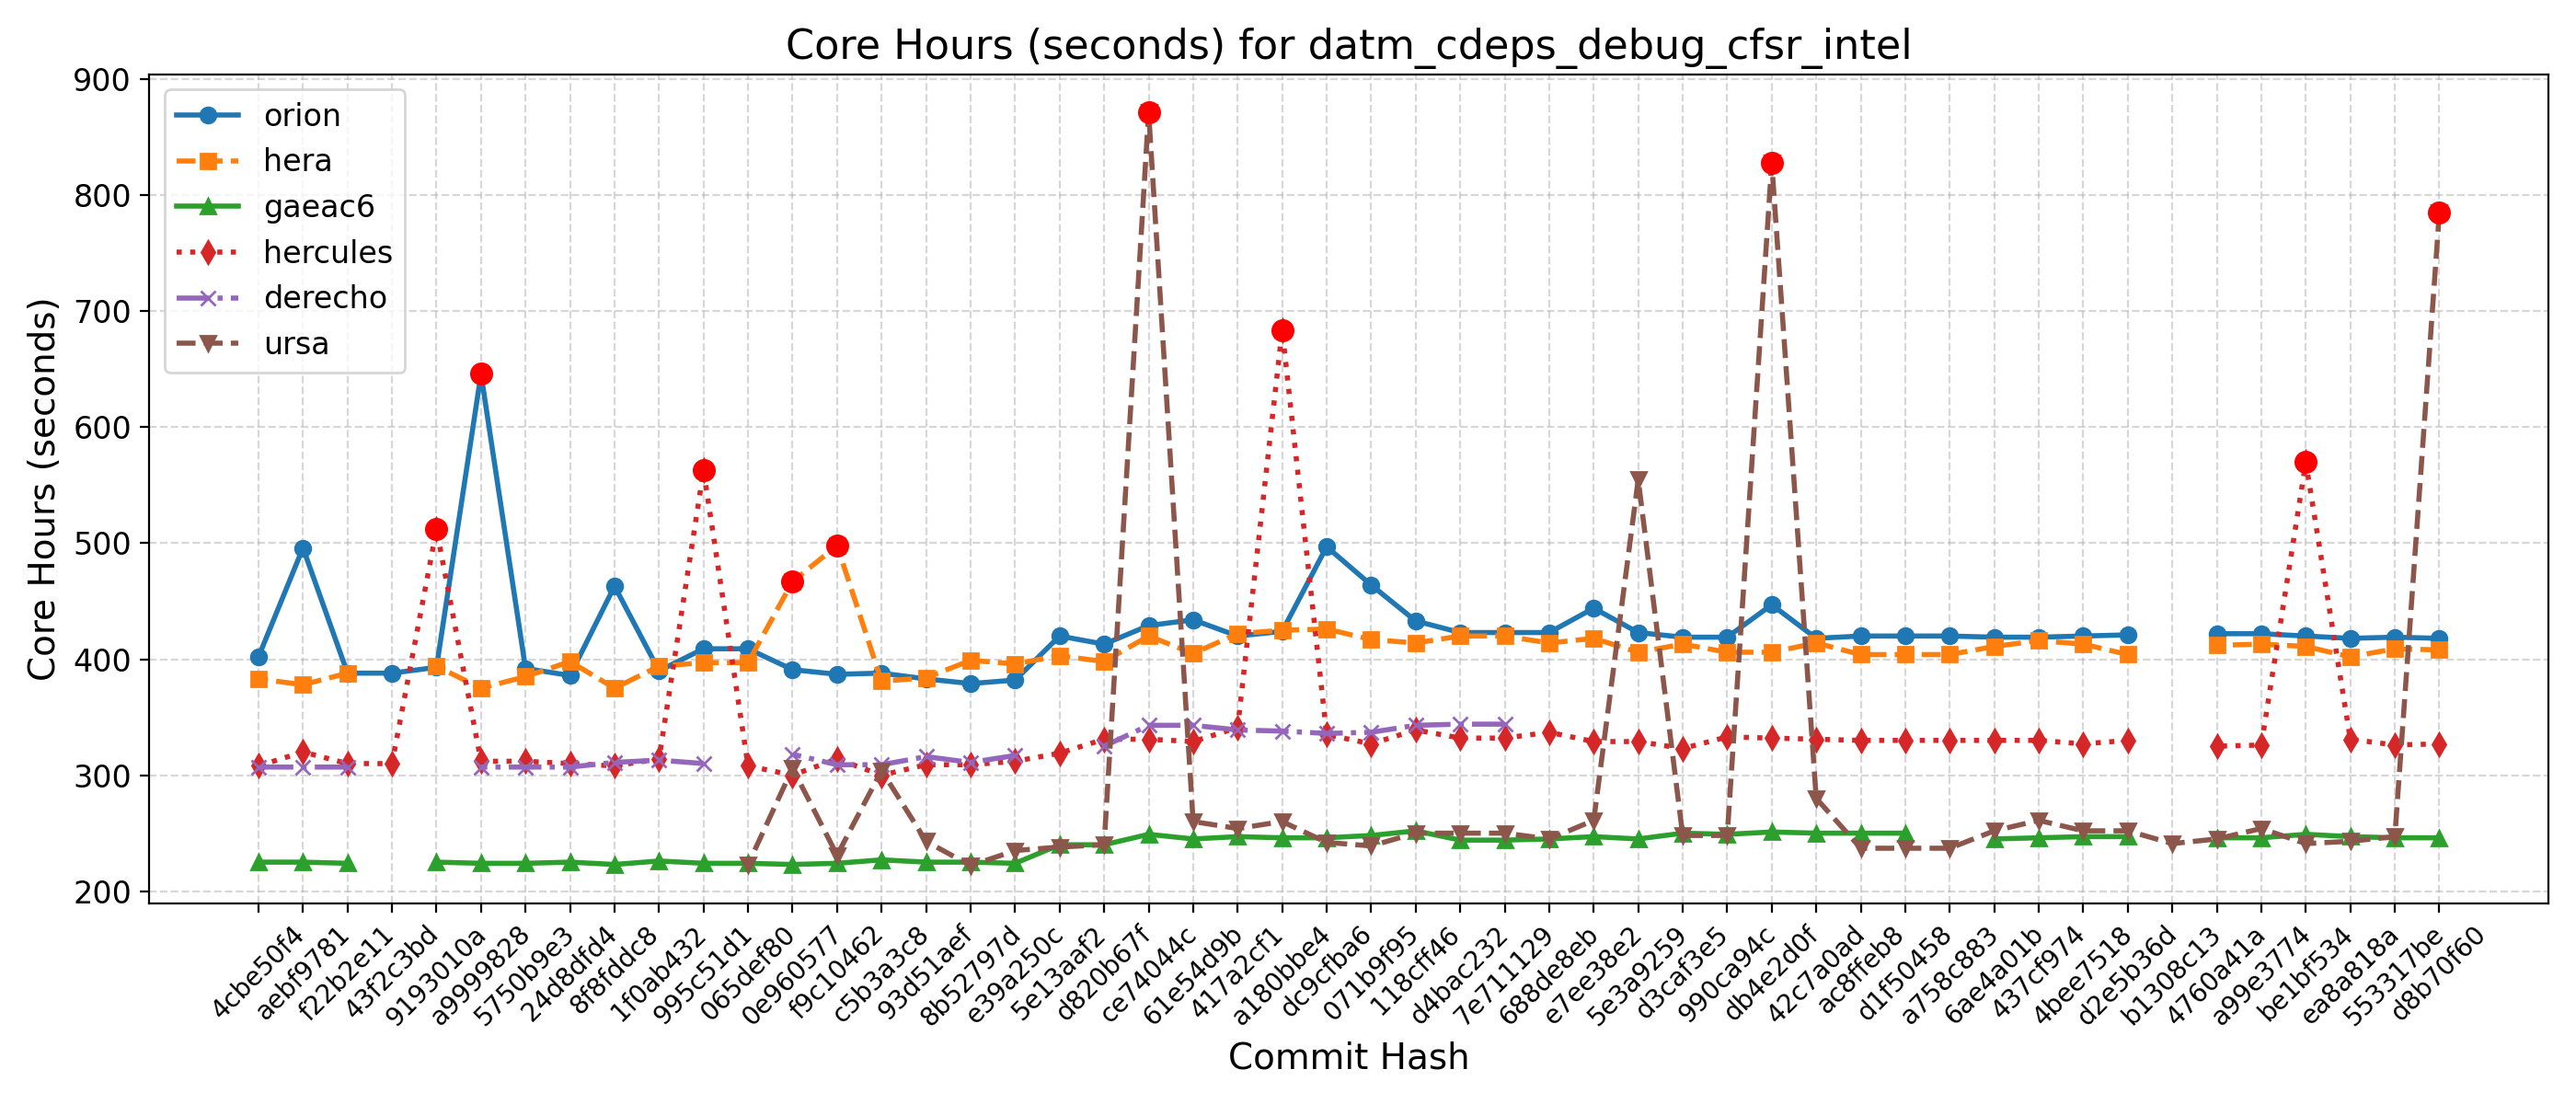 Core Hours (seconds) for datm_cdeps_debug_cfsr_intel
Core Hours (seconds)
900
800
700
600
500
400
300
200
orion
hera
gaeac6
hercules
derecho
ursa
4cbe50f4
aebf9781
f22b2e11
43f2c3bd
9193010a
a9999828
5750b9e3
24d8dfd4
8f8fddc8
1f0ab432
995c51d1
065def80
0e960577
f9c10462
c5b3a3c8
93d51aef
8b52797d
e39a250c
5e13aaf2
d820b67f
ce74044c
61e54d9b
417a2cf1
a180bbe4
dc9cfba6
071b9f95
118cff46
d4bac232
7e711129
688de8eb
e7ee38e2
5e3a9259
d3caf3e5
990ca94c
db4e2d0f
42c7a0ad
ac8ffeb8
d1f50458
a758c883
6ae4a01b
437cf974
4bee7518
d2e5b36d
b1308c13
4760a41a
a99e3774
be1bf534
ea8a818a
553317be
d8b70f60
Commit Hash